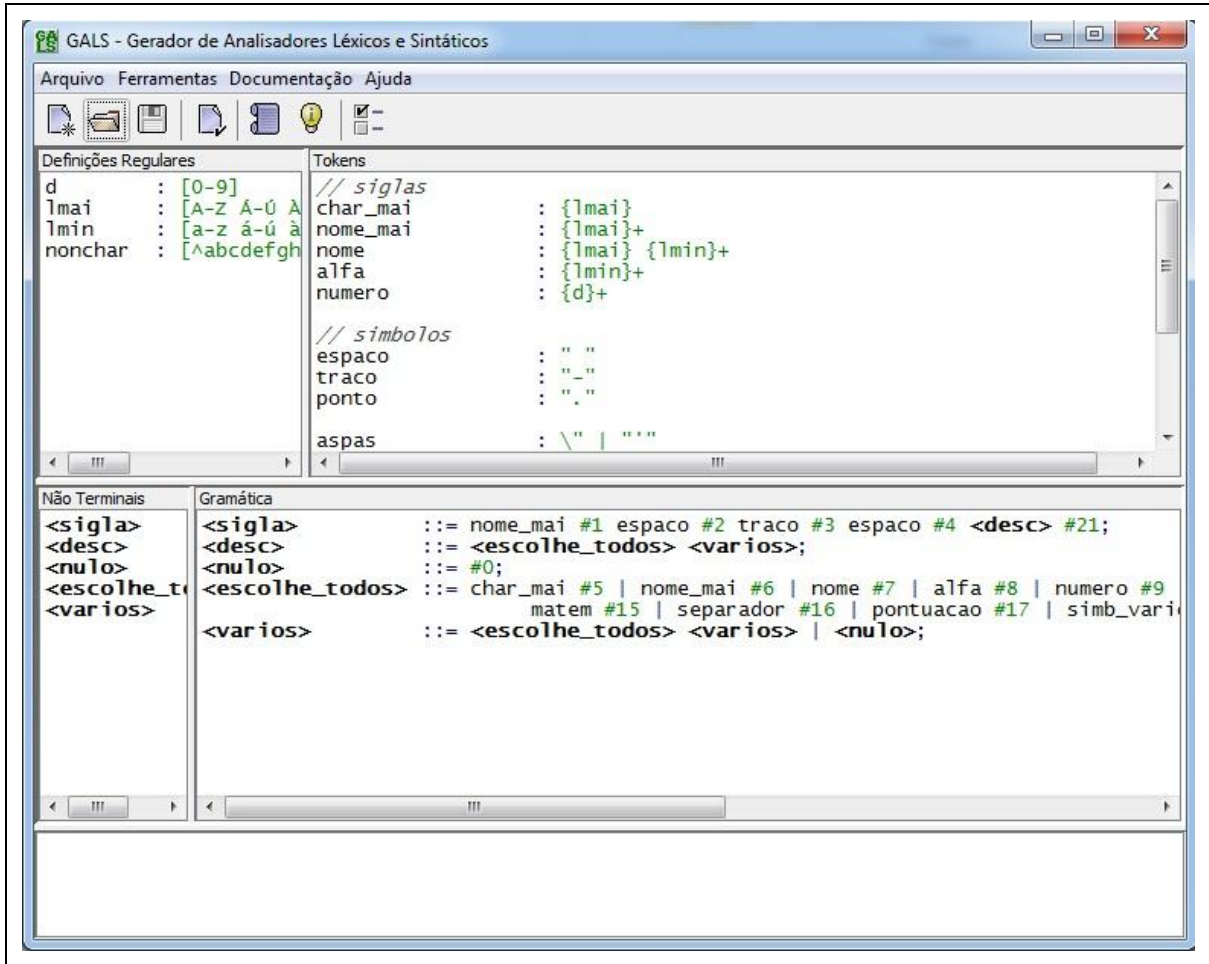 GALS - Gerador de Analisadores Léxicos e Sintáticos
Arquivo Ferramentas Documentação Ajuda
Definições Regulares
d : [0-9]
lmai : [A-Z Á-Ú À
lmin : [a-z á-ú à
nonchar : [^abcdefgh
Tokens
// siglas
char_mai : {lmai}
nome_mai : {lmai}+
nome : {lmai} {lmin}+
alfa : {lmin}+
numero : {d}+
// simbolos
espaco : " "
traco : "-"
ponto : "."
aspas : \" | "'"
Não Terminais
<sigla>
<desc>
<nulo>
<escolhe_t
<varios>
Gramática
<sigla> ::= nome_mai #1 espaco #2 traco #3 espaco #4 <desc> #21;
<desc> ::= <escolhe_todos> <varios>;
<nulo> ::= #0;
<escolhe_todos> ::= char_mai #5 | nome_mai #6 | nome #7 | alfa #8 | numero #9
matem #15 | separador #16 | pontuacao #17 | simb_vari
<varios> ::= <escolhe_todos> <varios> | <nulo>;